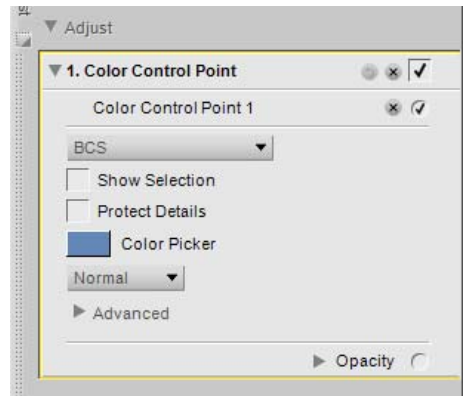 Adjust
1. Color Control Point
Color Control Point 1
BCS
Show Selection
Protect Details
Color Picker
Normal
Advanced
Opacity